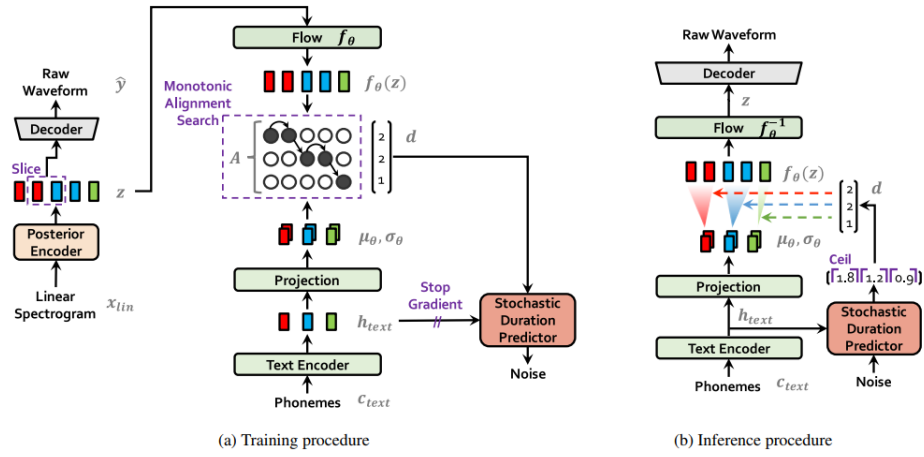 Flow f_θ
f_θ(z)
Monotonic
Alignment
Search
A
2
2
1
d
μ_θ, σ_θ
Projection
h_text
Stop
Gradient
Text Encoder
Phonemes c_text
Stochastic
Duration
Predictor
Noise
Raw
Waveform
ŷ
Decoder
Slice
z
Posterior
Encoder
Linear
Spectrogram
x_lin
(a) Training procedure
Raw Waveform
Decoder
z
Flow f_θ^{-1}
f_θ(z)
2
2
1
d
μ_θ, σ_θ
Ceil
[⌈1.8⌉⌈1.2⌉⌈0.9⌉]
Projection
h_text
Stochastic
Duration
Predictor
Text Encoder
Phonemes c_text
Noise
(b) Inference procedure